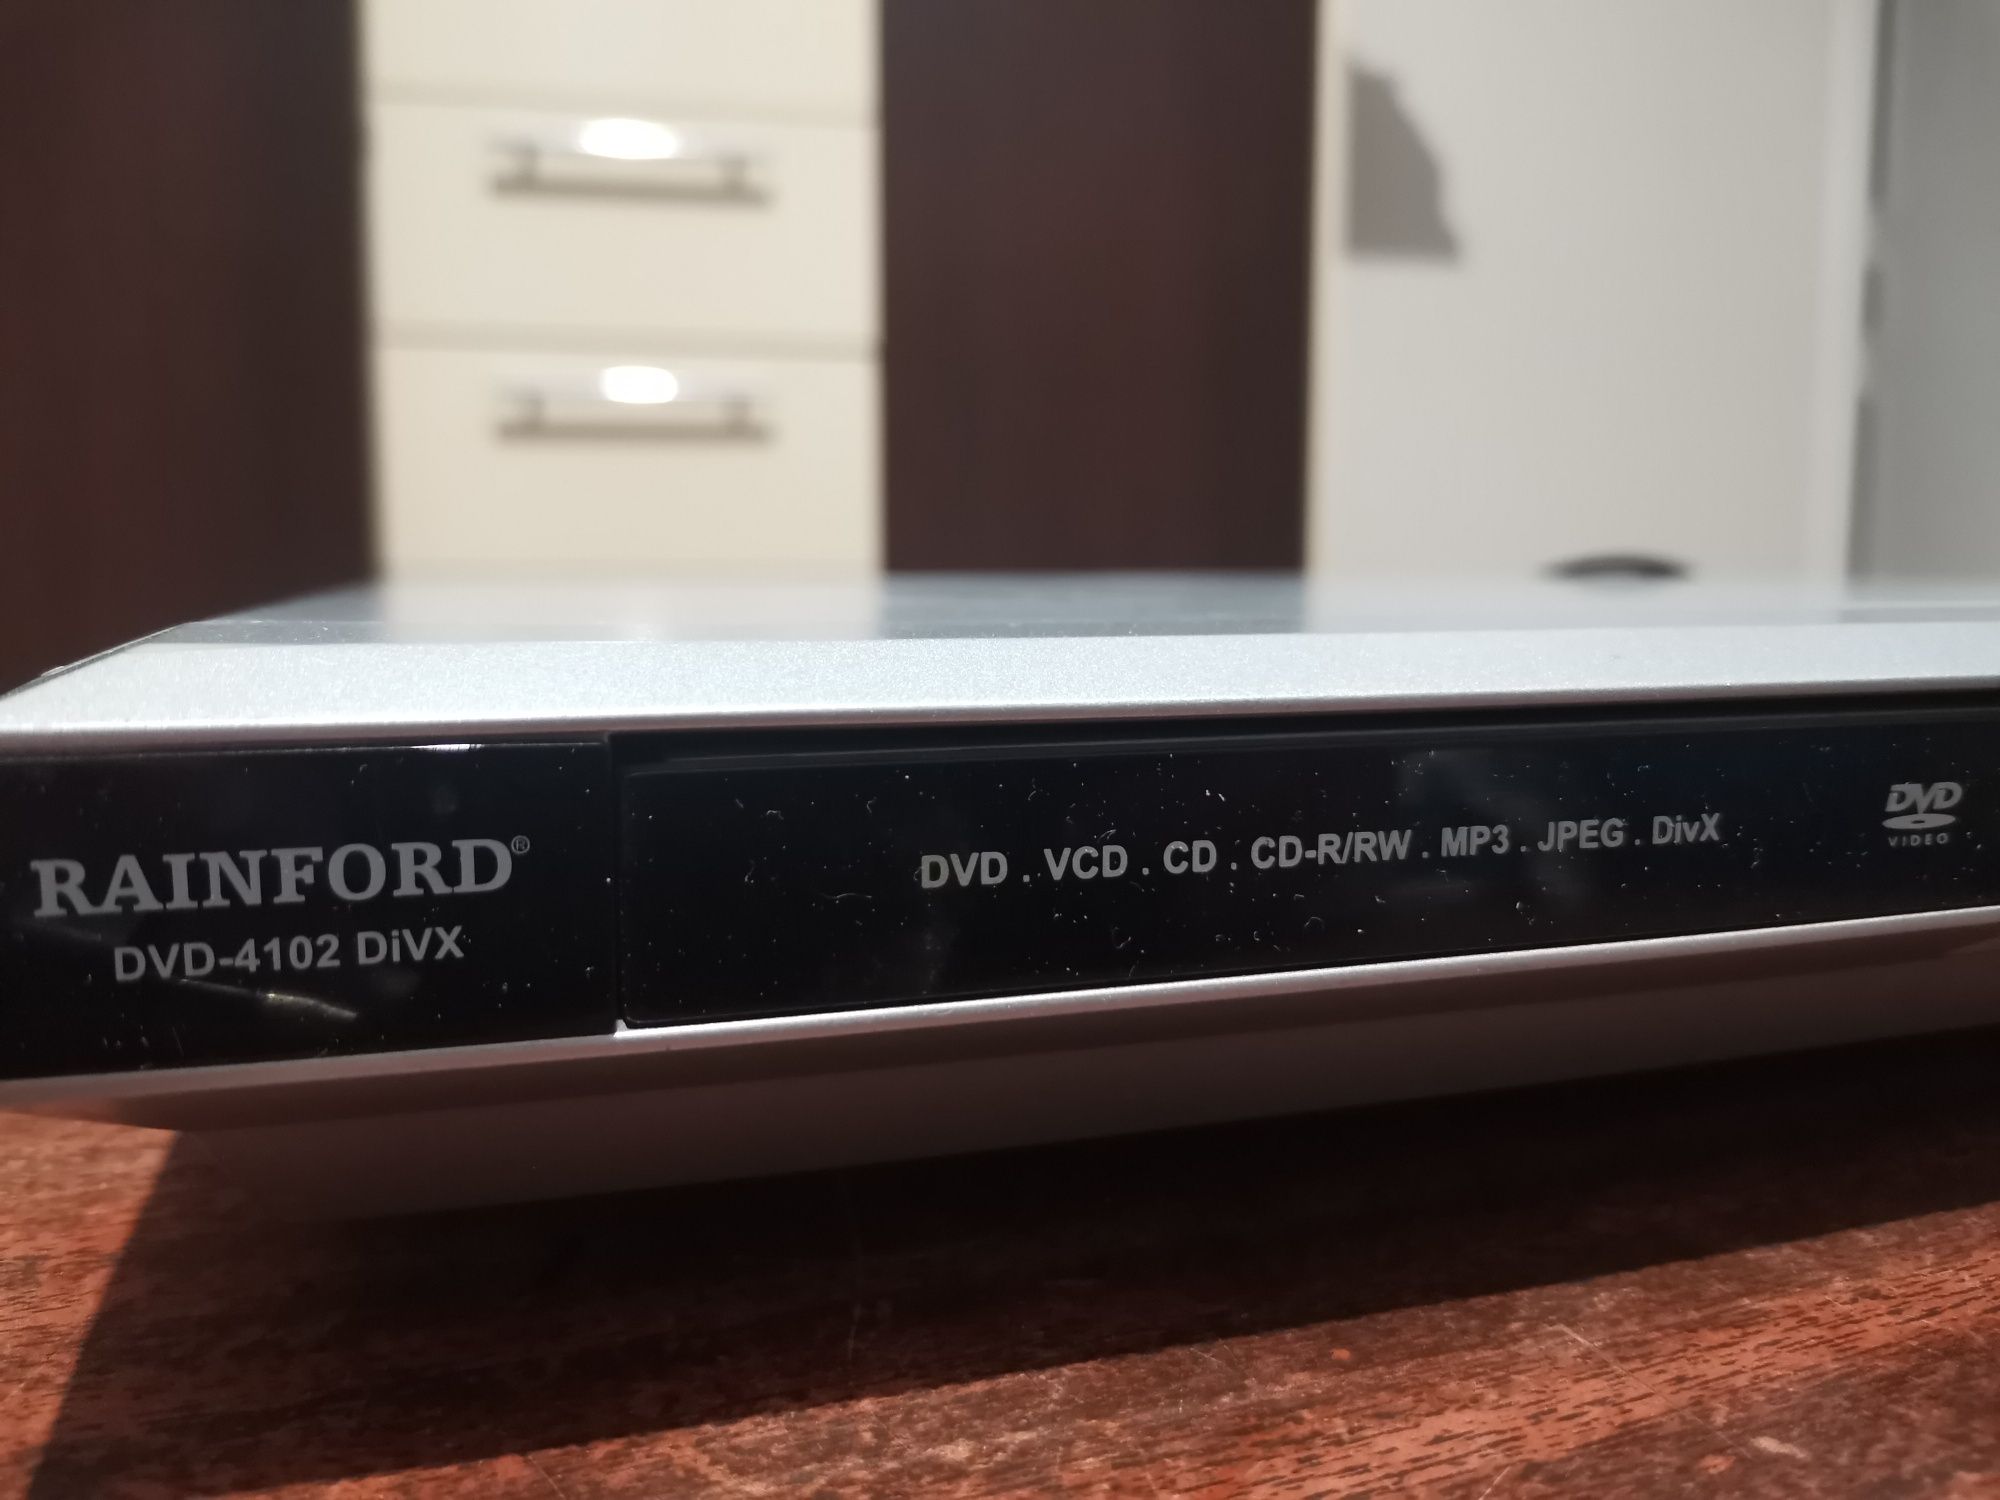 RAINFORD®
DVD-4102 DiVX
DVD . VCD . CD . CD-R/RW . MP3 . JPEG . DivX
DVD
VIDEO